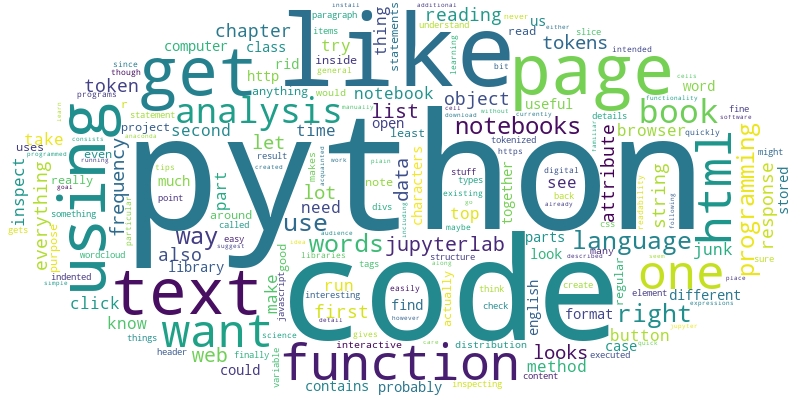 python
code
like
get
page
using
text
function
want
html
one
analysis
book
use
words
right
language
notebooks
jupyterlab
programming
way
list
also
first
web
reading
chapter
tokens
token
computer
class
http
rid
try
us
read
thing
inside
statements
paragraph
items
general
install
additional
never
either
slice
intended
understand
learning
bit
notebook
object
open
data
least
time
second
project
anything
would
let
lot
need
much
frequency
part
take
uses
even
everything
inspect
really
something
purpose
around
called
library
easy
suggest
good
make
click
know
things
could
header
finally
variable
contains
probably
interactive
distribution
inspecting
content
method
looks
format
english
executed
case
button
different
junk
look
parts
see
together
characters
attribute
string
browser
response
stored
useful
word
details
functionality
quickly
fine
software
might
sure
readability
following
css
regular
many
described
element
expressions
piece
jupyter
create
think
check
find
actually
run
interesting
easily
however
detail
javascript
science
gives
tags
structure
libraries
audience
idea
along
divs
including
existing
types
stuff
acquainted
plain
note
tips
point
result
created
makes
work
manually
cell
download
without
currently
tokenized
https
digital
back
already
maybe
go
top
familiar
cells
since
though
programs
r
statement
consists
programmed
running
anaconda
goal
particular
wordcloud
indented
simple
learn
gets
seem
quick
care